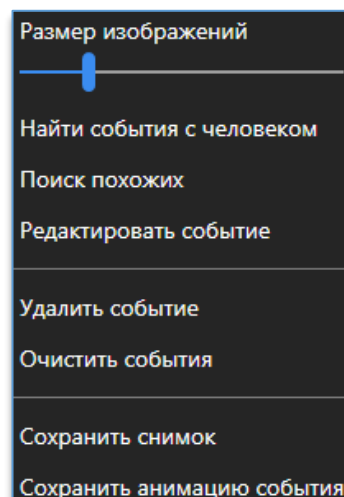 Размер изображений
Найти события с человеком
Поиск похожих
Редактировать событие
Удалить событие
Очистить события
Сохранить снимок
Сохранить анимацию события